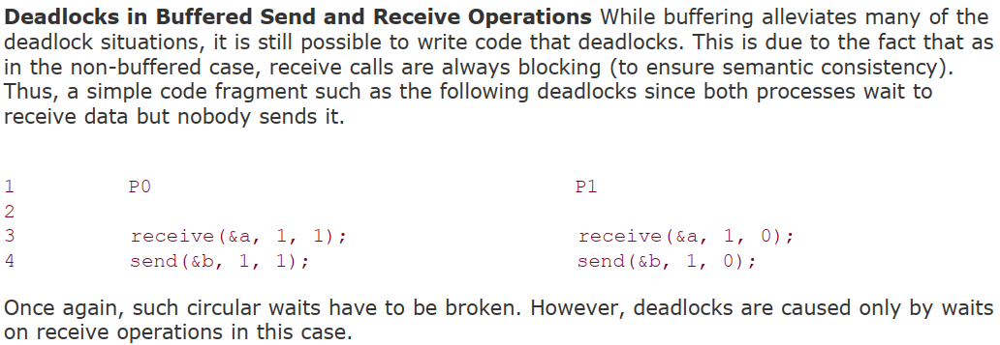 Deadlocks in Buffered Send and Receive Operations While buffering alleviates many of the
deadlock situations, it is still possible to write code that deadlocks. This is due to the fact that as
in the non-buffered case, receive calls are always blocking (to ensure semantic consistency).
Thus, a simple code fragment such as the following deadlocks since both processes wait to
receive data but nobody sends it.
1 P0 P1
2
3 receive(&a, 1, 1); receive(&a, 1, 0);
4 send(&b, 1, 1); send(&b, 1, 0);
Once again, such circular waits have to be broken. However, deadlocks are caused only by waits
on receive operations in this case.